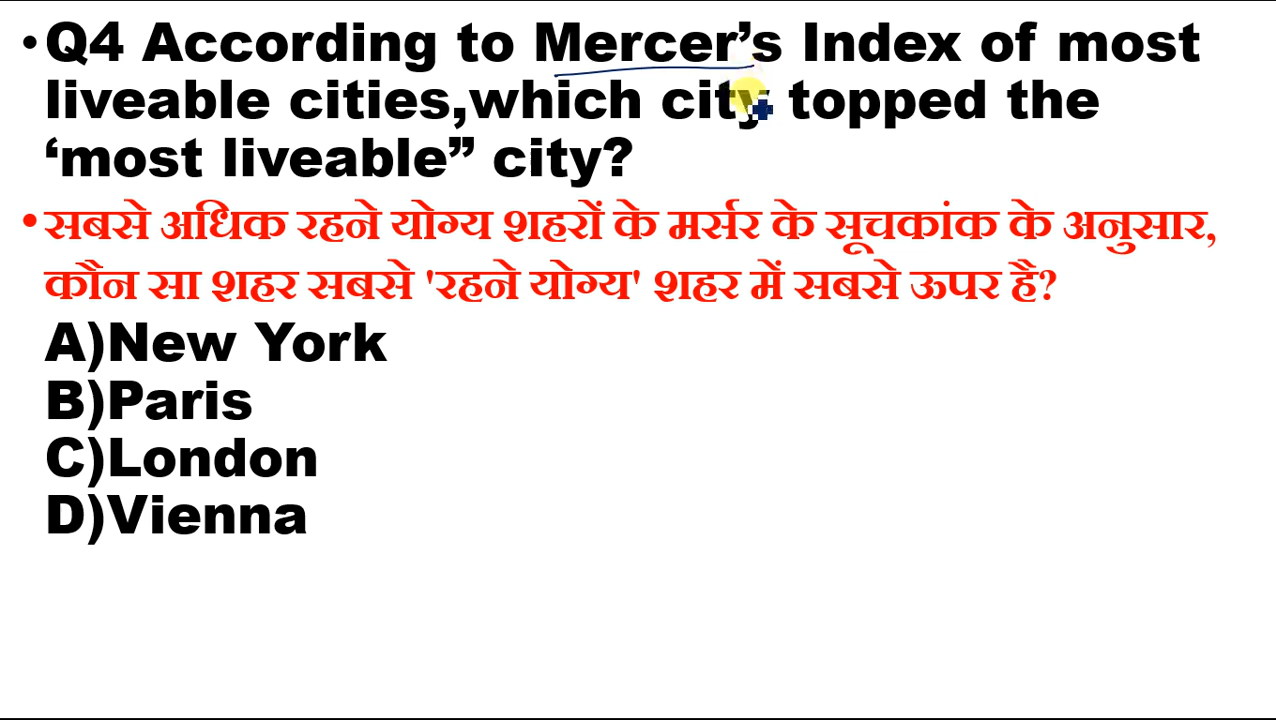 •Q4 According to Mercer’s Index of most
liveable cities,which city topped the
‘most liveable” city?
•सबसे अधिक रहने योग्य शहरों के मर्सर के सूचकांक के अनुसार,
कौन सा शहर सबसे 'रहने योग्य' शहर में सबसे ऊपर है?
A)New York
B)Paris
C)London
D)Vienna